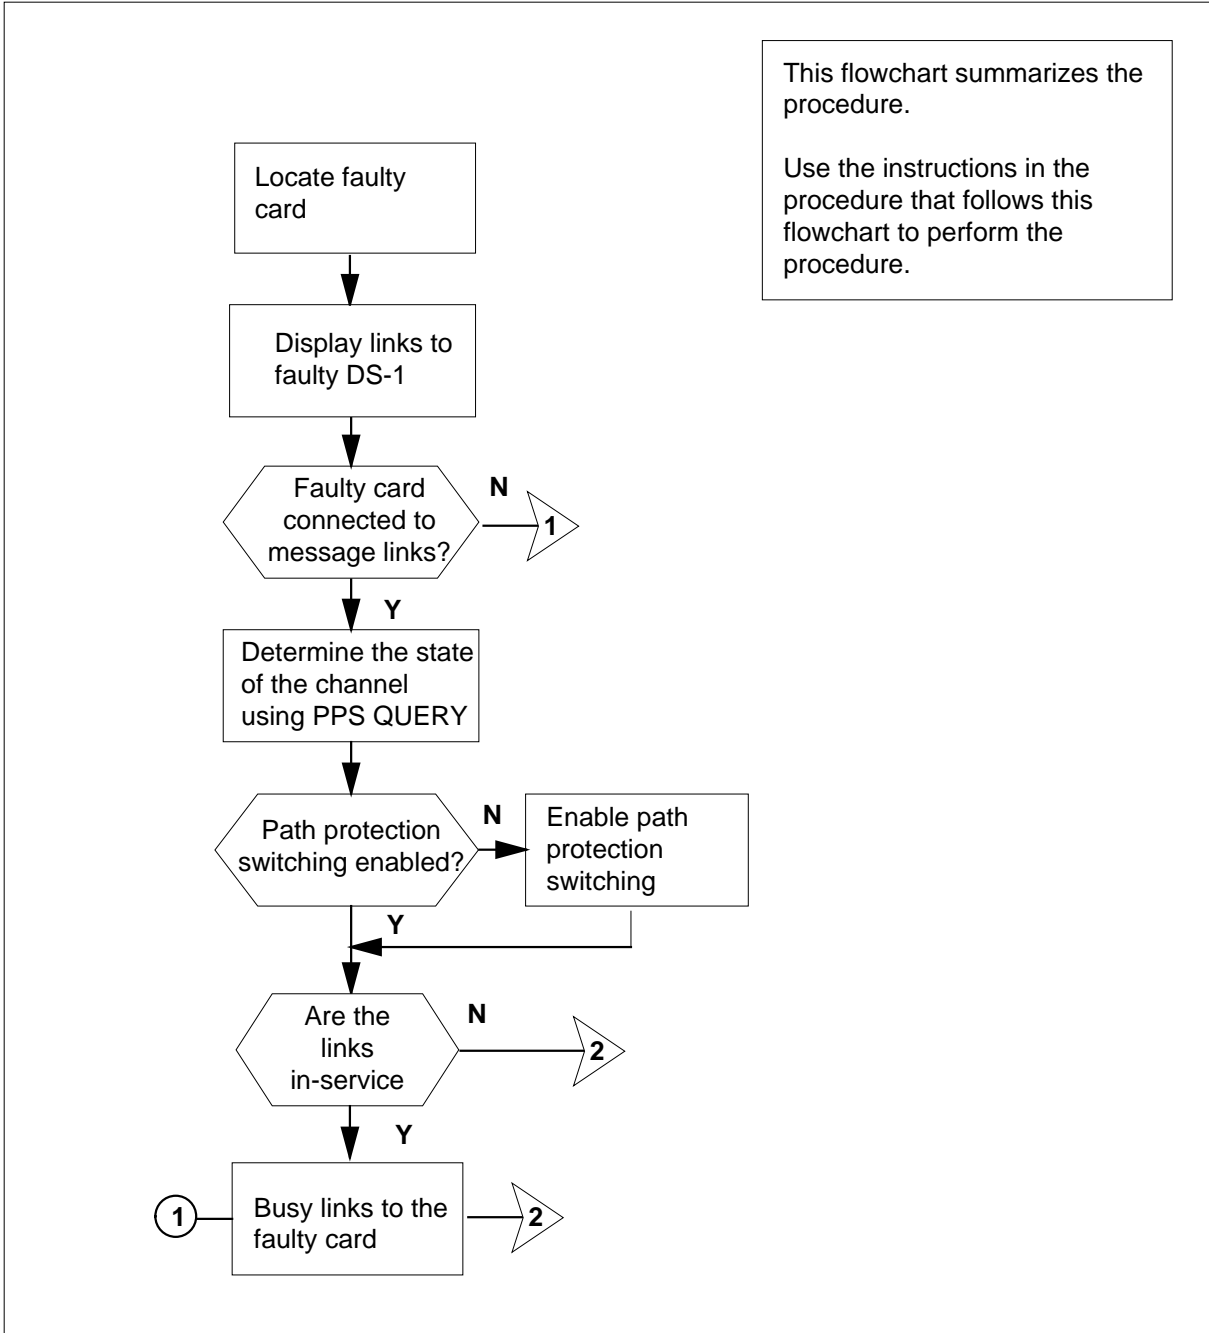 This flowchart summarizes the
procedure.
Use the instructions in the
procedure that follows this
flowchart to perform the
procedure.
Locate faulty
card
Display links to
faulty DS-1
Faulty card
connected to
message links?
N
1
Y
Determine the state
of the channel
using PPS QUERY
Path protection
switching enabled?
N
Enable path
protection
switching
Y
Are the
links
in-service
N
2
Y
1
Busy links to the
faulty card
2